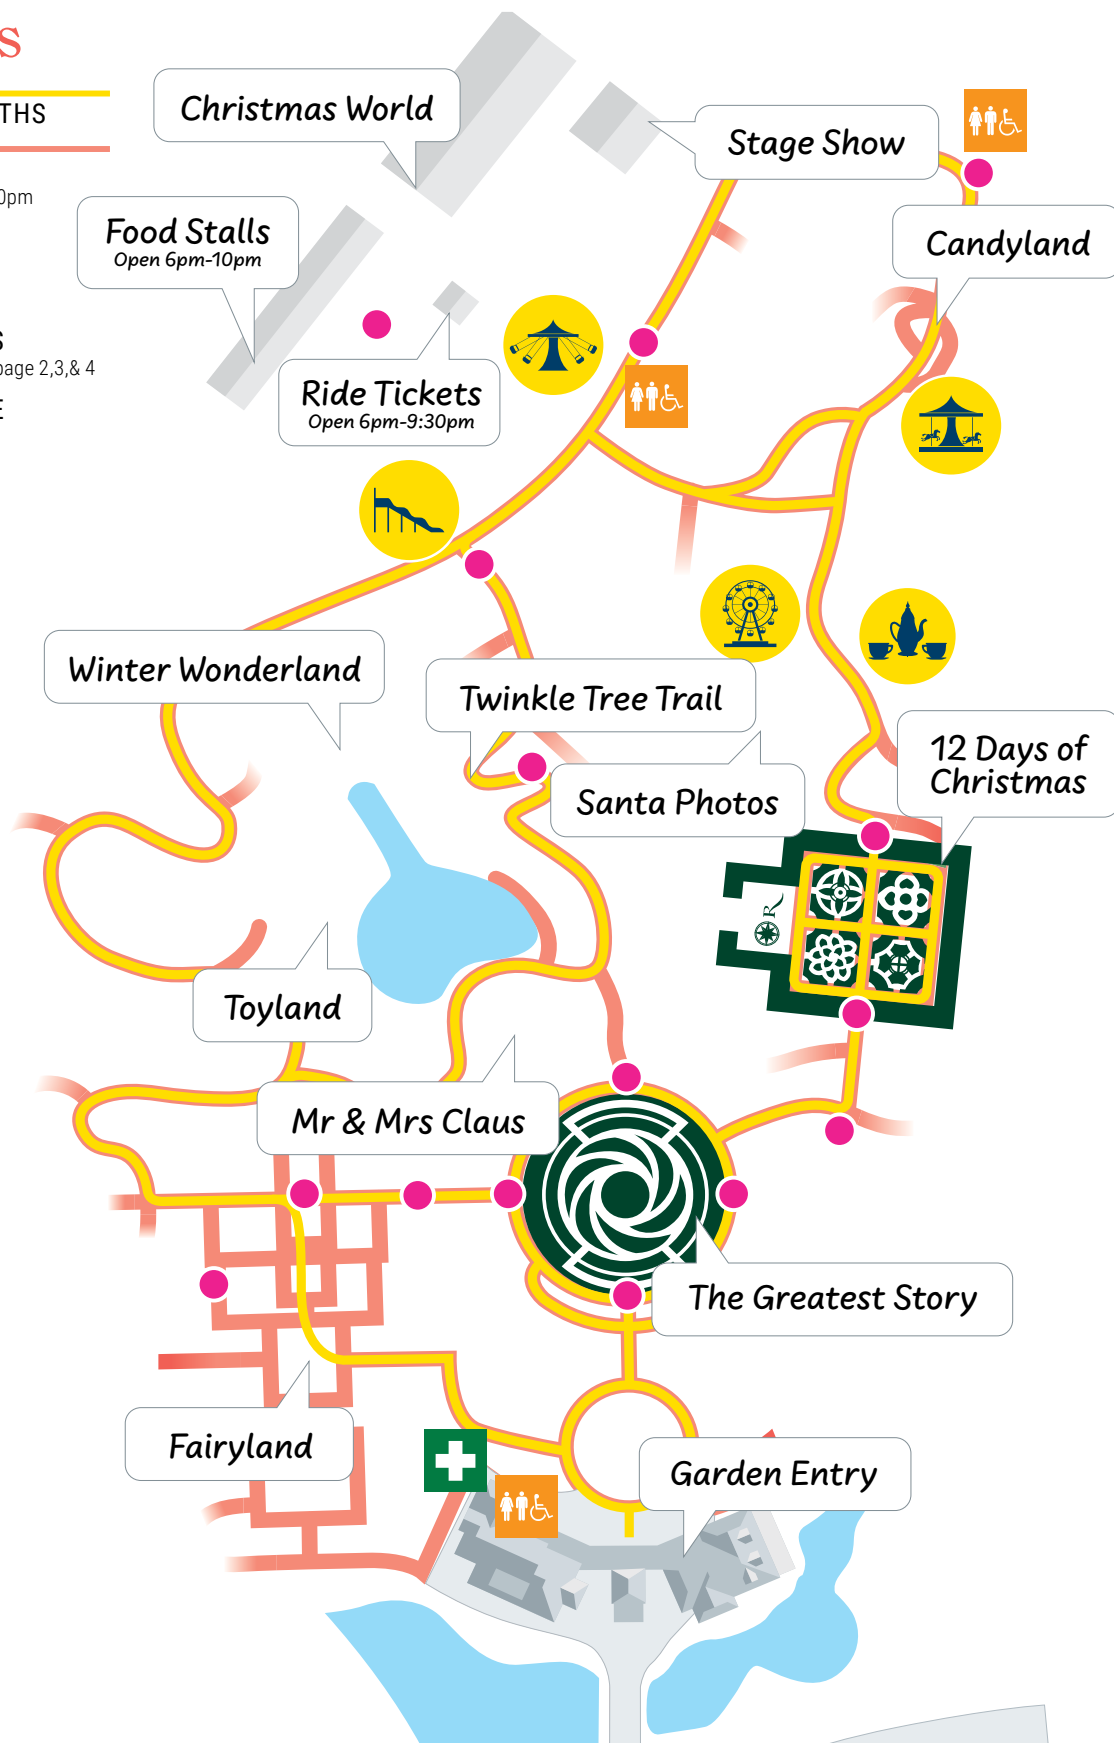 s
THS
0pm
s
page 2,3,& 4
E
Christmas World
Stage Show
Food Stalls
Open 6pm-10pm
Candyland
Ride Tickets
Open 6pm-9:30pm
Winter Wonderland
Twinkle Tree Trail
12 Days of
Christmas
Santa Photos
OR
Toyland
Mr & Mrs Claus
The Greatest Story
Fairyland
Garden Entry